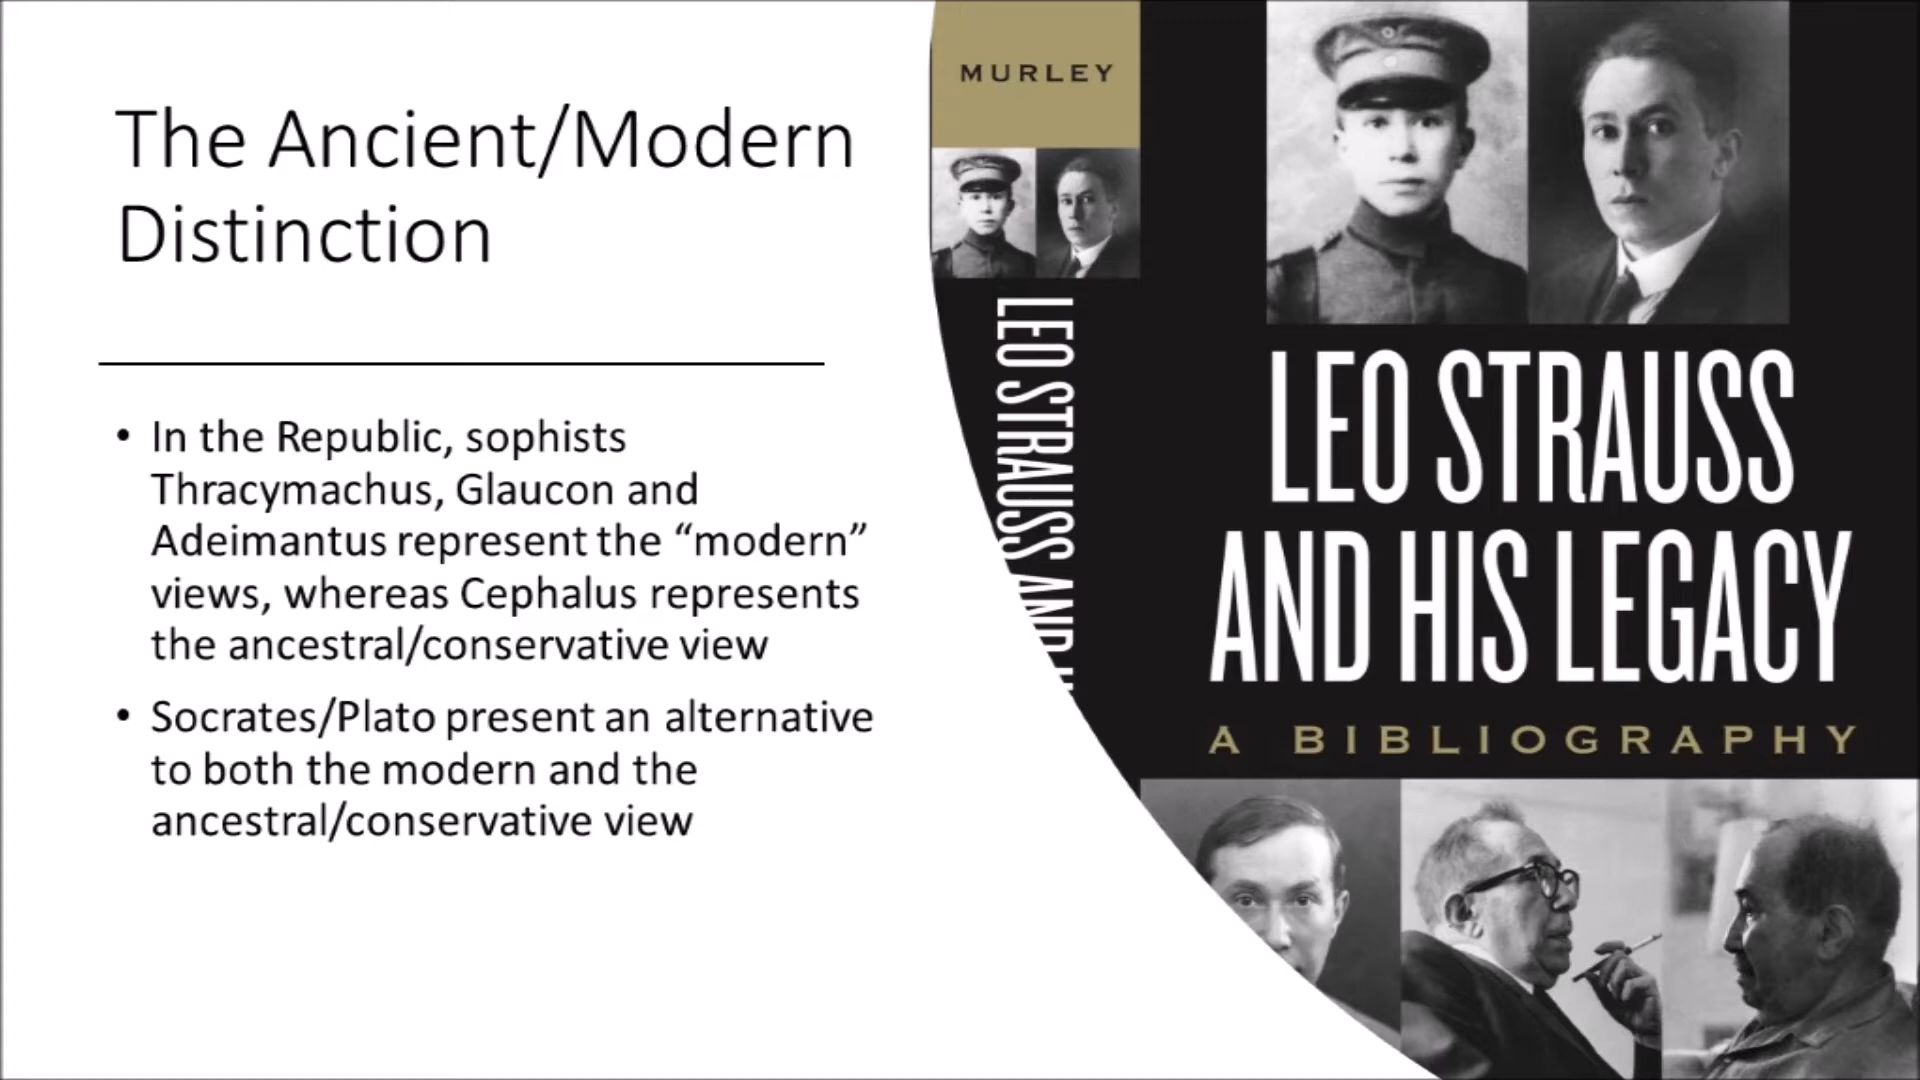 The Ancient/Modern
Distinction
• In the Republic, sophists
Thracymachus, Glaucon and
Adeimantus represent the “modern”
views, whereas Cephalus represents
the ancestral/conservative view
• Socrates/Plato present an alternative
to both the modern and the
ancestral/conservative view
MURLEY
LEO STRAUSS AND
LEO STRAUSS
AND HIS LEGACY
A BIBLIOGRAPHY